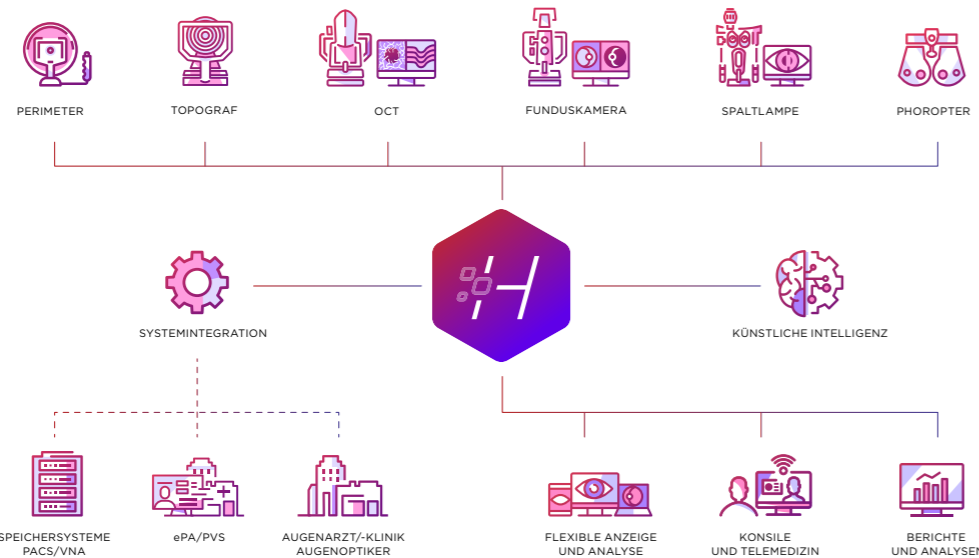 PERIMETER
TOPOGRAF
OCT
FUNDUSKAMERA
SPALTLAMPE
PHOROPTER
SYSTEMINTEGRATION
KÜNSTLICHE INTELLIGENZ
SPEICHERSYSTEME
PACS/VNA
ePA/PVS
AUGENARZT/-KLINIK
AUGENOPTIKER
FLEXIBLE ANZEIGE
UND ANALYSE
KONSILE
UND TELEMEDIZIN
BERICHTE
UND ANALYSEN